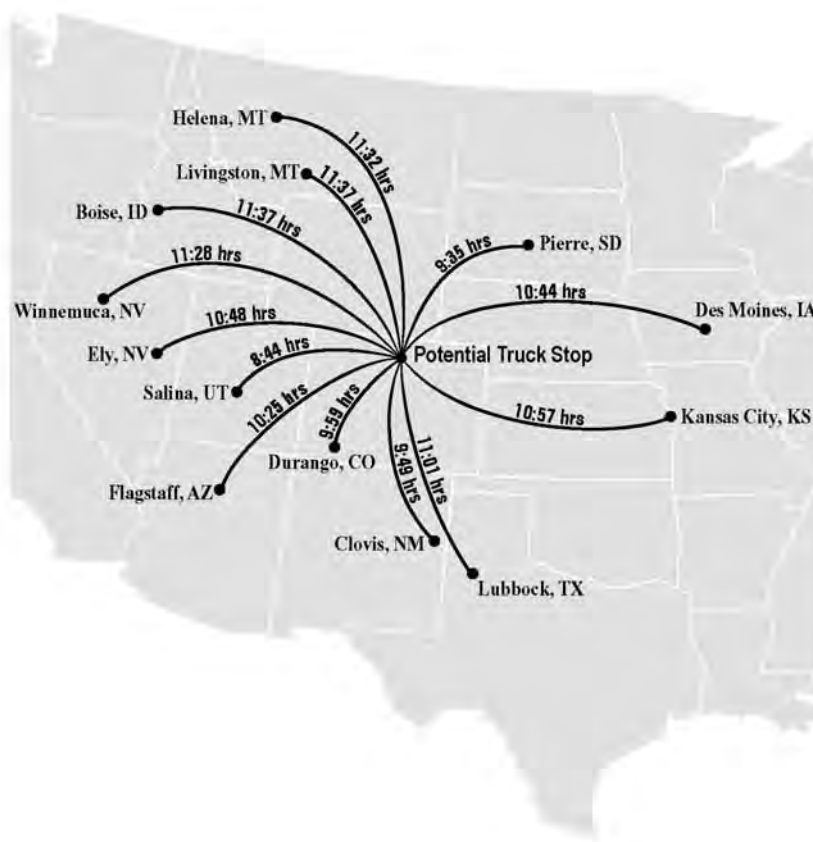 Helena, MT
11:32 hrs
Livingston, MT
11:37 hrs
Boise, ID
11:37 hrs
Pierre, SD
9:35 hrs
11:28 hrs
Winnemuca, NV
10:44 hrs
Des Moines, IA
10:48 hrs
Ely, NV
Potential Truck Stop
8:44 hrs
Salina, UT
10:25 hrs
9:59 hrs
10:57 hrs
Kansas City, KS
Durango, CO
11:01 hrs
9:49 hrs
Flagstaff, AZ
Clovis, NM
Lubbock, TX